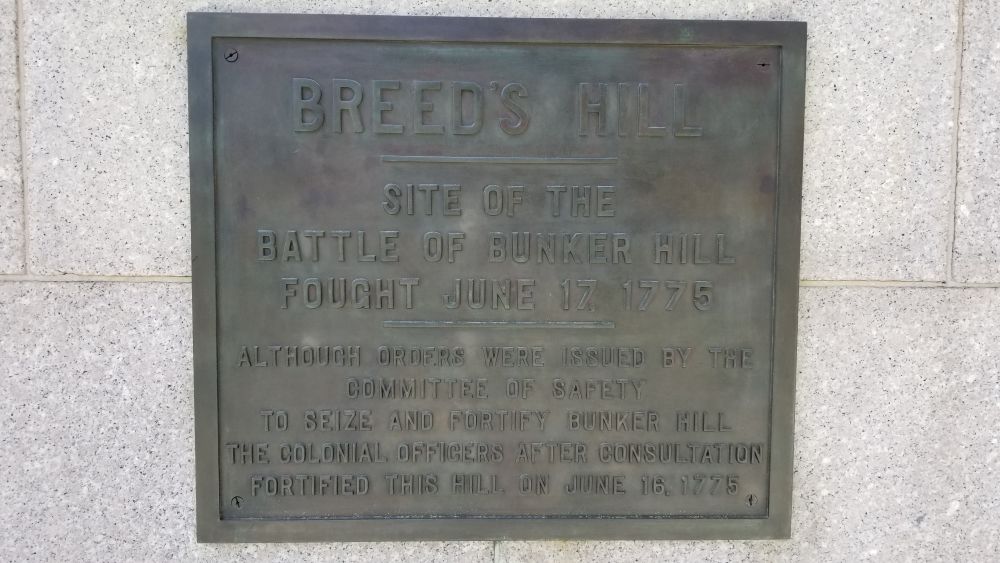 BREED'S HILL
SITE OF THE
BATTLE OF BUNKER HILL
FOUGHT JUNE 17, 1775
ALTHOUGH ORDERS WERE ISSUED BY THE
COMMITTEE OF SAFETY
TO SEIZE AND FORTIFY BUNKER HILL
THE COLONIAL OFFICERS AFTER CONSULTATION
FORTIFIED THIS HILL ON JUNE 16, 1775